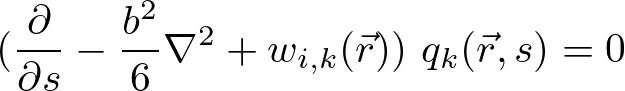 $(\frac{\partial}{\partial s} - \frac{b^2}{6} \nabla^2 + w_{i,k}(\vec{r}))\ q_k(\vec{r}, s) = 0$